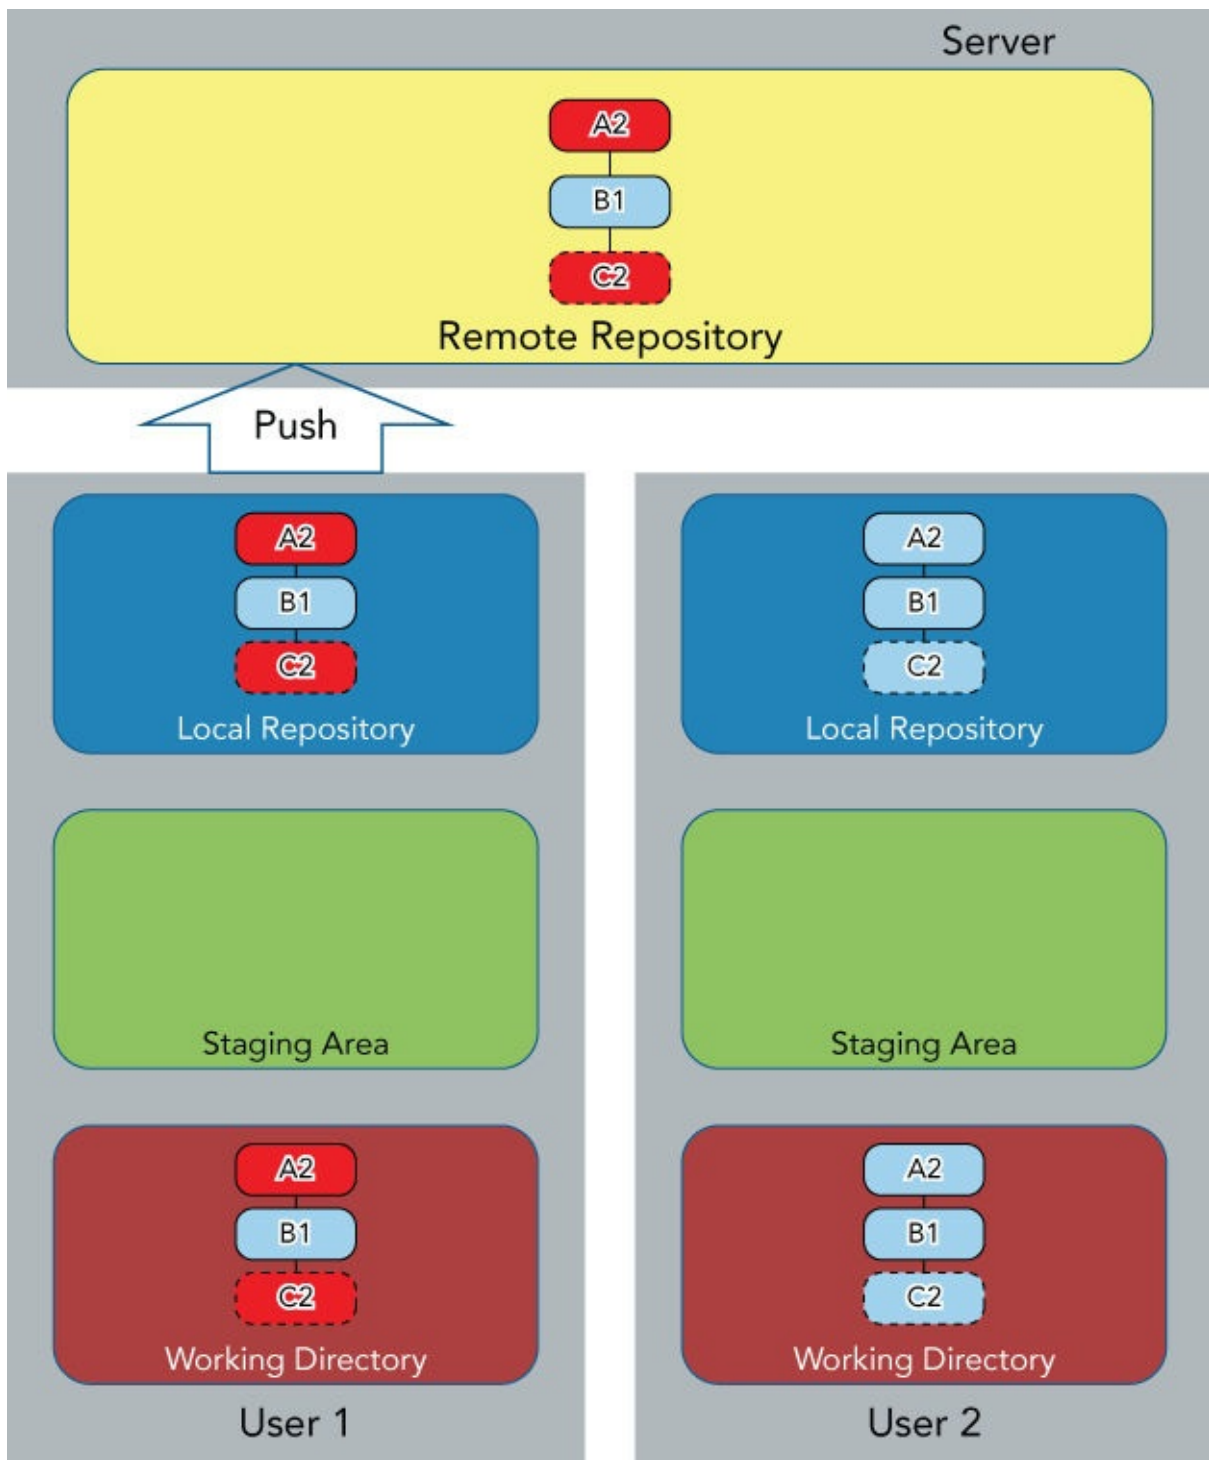 Server
A2
B1
C2
Remote Repository
Push
A2
B1
C2
Local Repository
Staging Area
A2
B1
C2
Working Directory
User 1
A2
B1
C2
Local Repository
Staging Area
A2
B1
C2
Working Directory
User 2